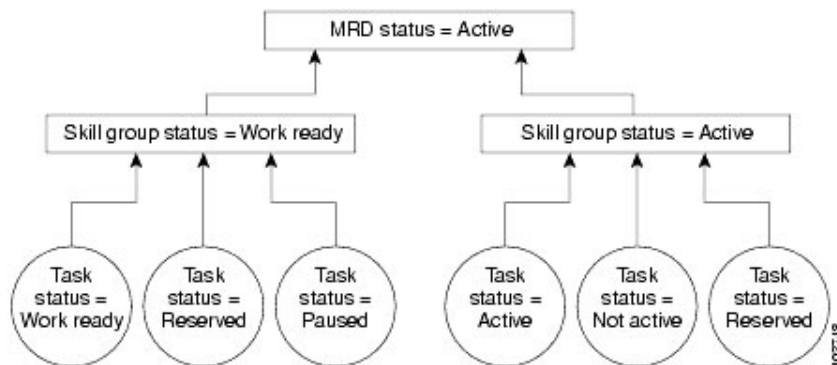 MRD status = Active
Skill group status = Work ready
Skill group status = Active
Task
status =
Work ready
Task
status =
Reserved
Task
status =
Paused
Task
status =
Active
Task
status =
Not active
Task
status =
Reserved